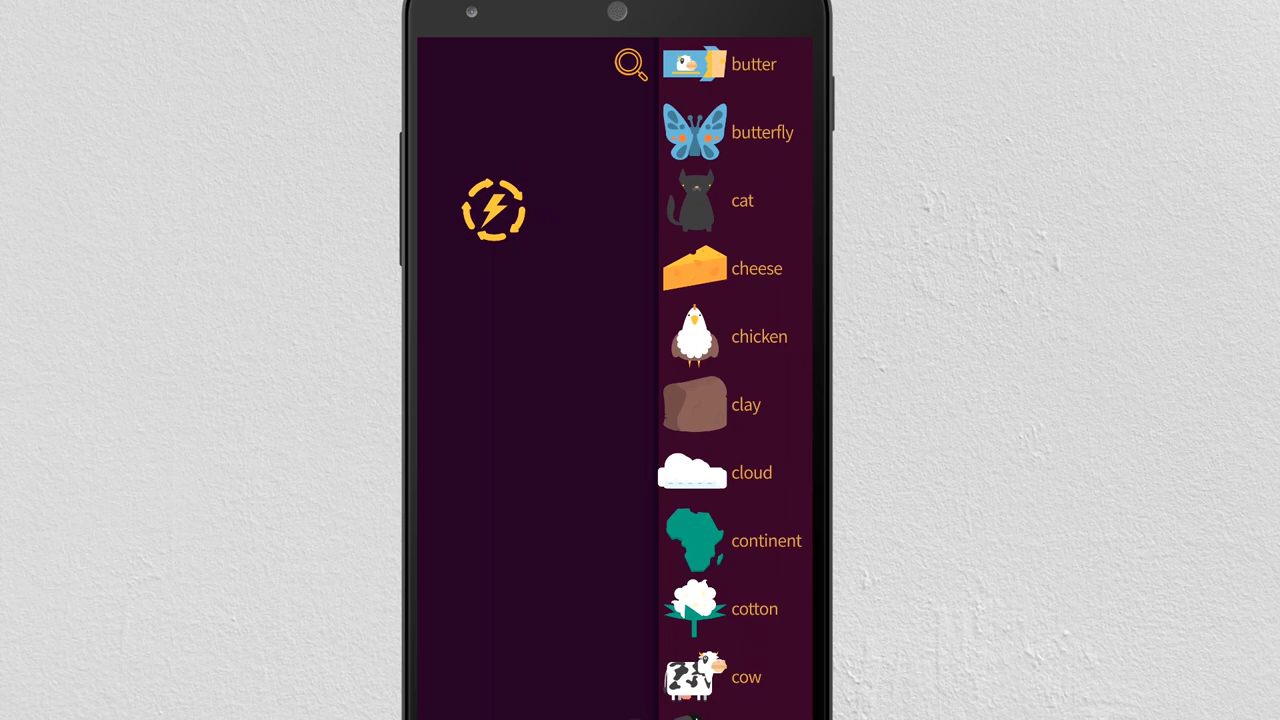 butter
butterfly
cat
cheese
chicken
clay
cloud
continent
cotton
cow